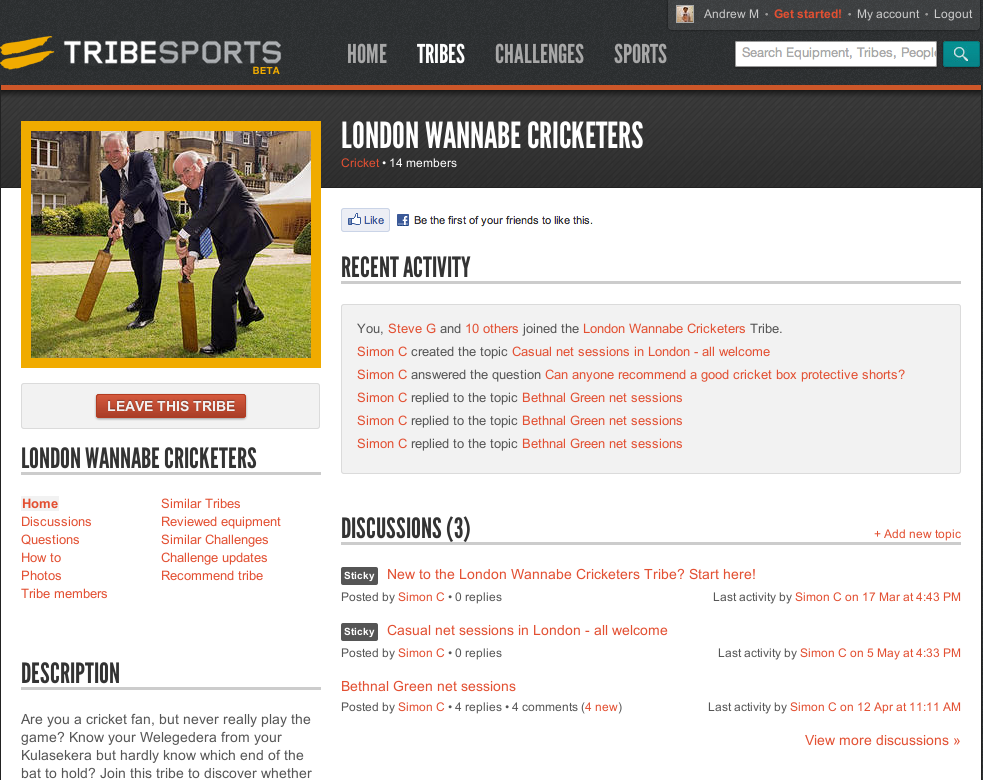 Andrew M • Get started! • My account • Logout
TRIBESPORTS
BETA
HOME TRIBES CHALLENGES SPORTS
Search Equipment, Tribes, People
LONDON WANNABE CRICKETERS
Cricket • 14 members
Like Be the first of your friends to like this.
RECENT ACTIVITY
You, Steve G and 10 others joined the London Wannabe Cricketers Tribe.
Simon C created the topic Casual net sessions in London - all welcome
Simon C answered the question Can anyone recommend a good cricket box protective shorts?
Simon C replied to the topic Bethnal Green net sessions
Simon C replied to the topic Bethnal Green net sessions
Simon C replied to the topic Bethnal Green net sessions
LEAVE THIS TRIBE
LONDON WANNABE CRICKETERS
Home
Discussions
Questions
How to
Photos
Tribe members
Similar Tribes
Reviewed equipment
Similar Challenges
Challenge updates
Recommend tribe
DESCRIPTION
Are you a cricket fan, but never really play the
game? Know your Welegedera from your
Kulasekera but hardly know which end of the
bat to hold? Join this tribe to discover whether
DISCUSSIONS (3)
+ Add new topic
Sticky New to the London Wannabe Cricketers Tribe? Start here!
Posted by Simon C • 0 replies Last activity by Simon C on 17 Mar at 4:43 PM
Sticky Casual net sessions in London - all welcome
Posted by Simon C • 0 replies Last activity by Simon C on 5 May at 4:33 PM
Bethnal Green net sessions
Posted by Simon C • 4 replies • 4 comments (4 new) Last activity by Simon C on 12 Apr at 11:11 AM
View more discussions »